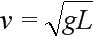 v = √gL